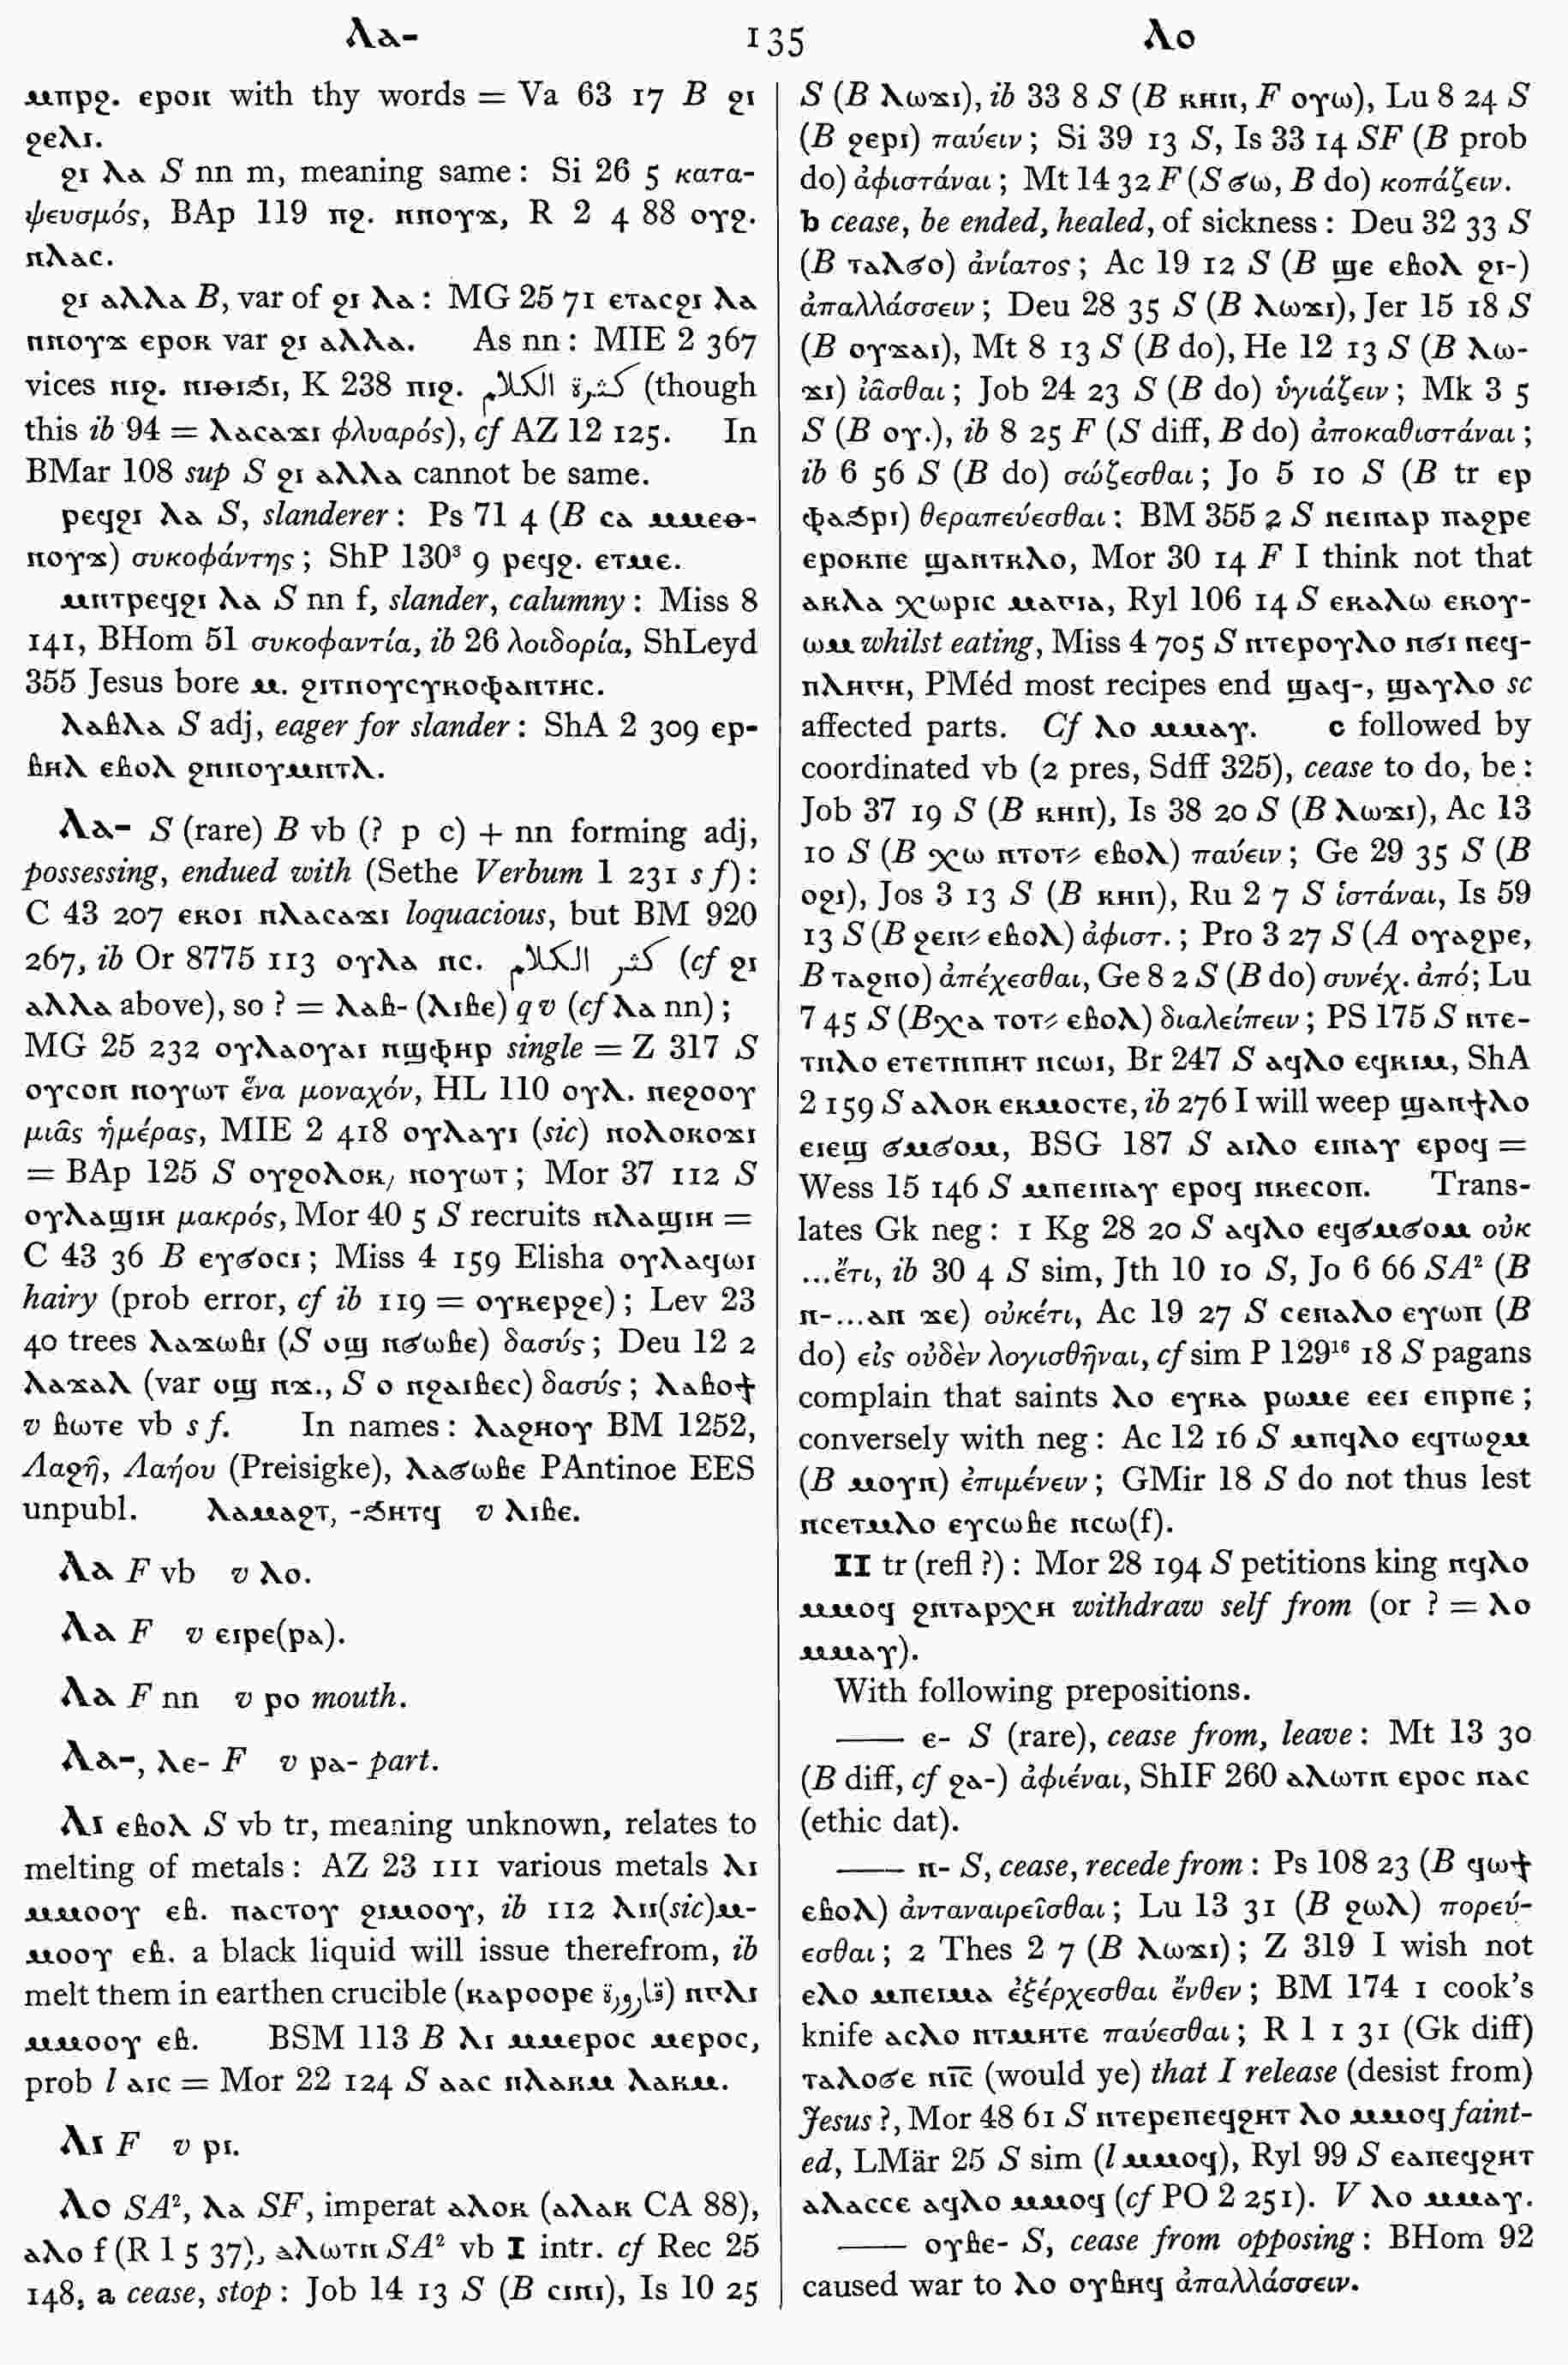 ⲗⲁ- 135 ⲗⲟ
ⲙⲡⲣϩ. ⲉⲣⲟⲛ with thy words = Va 63 17 B ϩⲓ
ϩⲉⲗⲓ.
ϩⲓ ⲗⲁ S nn m, meaning same: Si 26 5 κατα-
ψευσμός, BAp 119 ⲡϩ. ⲛⲛⲟⲩϫ, R 2 4 88 ⲟⲩϩ.
ⲛⲗⲁⲥ.
ϩⲓ ⲁⲗⲗⲁ B, var of ϩⲓ ⲗⲁ: MG 25 71 ⲉⲧⲁⲥϩⲓ ⲗⲁ
ⲛⲛⲟⲩϫ ⲉⲣⲟⲕ var ϩⲓ ⲁⲗⲗⲁ. As nn: MIE 2 367
vices ⲡⲓϩ. ⲡⲓⲑⲓϧⲓ, K 238 ⲡⲓϩ. كثرة الكلام (though
this ib 94 = ⲗⲁⲥⲁϫⲓ φλυαρός), cf AZ 12 125. In
BMar 108 sup S ϩⲓ ⲁⲗⲗⲁ cannot be same.
ⲣⲉϥϩⲓ ⲗⲁ S, slanderer: Ps 71 4 (B ⲥⲁ ⲙⲙⲉⲑ-
ⲛⲟⲩϫ) συκοφάντης; ShP 130³ 9 ⲣⲉϥϩ. ⲉⲧⲙⲉ.
ⲙⲛⲧⲣⲉϥϩⲓ ⲗⲁ S nn f, slander, calumny: Miss 8
141, BHom 51 συκοφαντία, ib 26 λοιδορία, ShLeyd
355 Jesus bore ⲙ. ϩⲓⲧⲛⲟⲩⲥⲩⲕⲟⲫⲁⲛⲧⲏⲥ.
ⲗⲁⲃⲗⲁ S adj, eager for slander: ShA 2 309 ⲉⲣ-
ⲃⲏⲗ ⲉⲃⲟⲗ ϩⲛⲛⲟⲩⲙⲛⲧⲗ.
ⲗⲁ- S (rare) B vb (? p c) + nn forming adj,
possessing, endued with (Sethe Verbum 1 231 s f):
C 43 207 ⲉⲕⲟⲓ ⲛⲗⲁⲥⲁϫⲓ loquacious, but BM 920
267, ib Or 8775 113 ⲟⲩⲗⲁ ⲛⲥ. كثير الكلام (cf ϩⲓ
ⲁⲗⲗⲁ above), so ? = ⲗⲁⲃ- (ⲗⲓⲃⲉ) q v (cf ⲗⲁ nn);
MG 25 232 ⲟⲩⲗⲁⲟⲩⲁⲓ ⲛϣⲫⲏⲣ single = Z 317 S
ⲟⲩⲥⲟⲛ ⲛⲟⲩⲱⲧ ἕνα μοναχόν, HL 110 ⲟⲩⲗ. ⲛⲉϩⲟⲟⲩ
μιᾶς ἡμέρας, MIE 2 418 ⲟⲩⲗⲁⲩⲓ (sic) ⲛⲟⲗⲟⲕⲟϫⲓ
= BAp 125 S ⲟⲩϩⲟⲗⲟⲕ/ ⲛⲟⲩⲱⲧ; Mor 37 112 S
ⲟⲩⲗⲁϣⲓⲏ μακρός, Mor 40 5 S recruits ⲛⲗⲁϣⲓⲏ =
C 43 36 B ⲉⲩϭⲟⲥⲓ; Miss 4 159 Elisha ⲟⲩⲗⲁϥⲱⲓ
hairy (prob error, cf ib 119 = ⲟⲩⲕⲉⲣϩⲉ); Lev 23
40 trees ⲗⲁϫⲱⲃⲓ (S ⲟϣ ⲛϭⲱⲃⲉ) δασύς; Deu 12 2
ⲗⲁϫⲁⲗ (var ⲟϣ ⲛϫ., S ⲟ ⲛϩⲁⲓⲃⲉⲥ) δασύς; ⲗⲁⲃⲟϯ
v ⲃⲱⲧⲉ vb s f. In names: ⲗⲁϩⲏⲟⲩ BM 1252,
Λαϩῆ, Λαήου (Preisigke), ⲗⲁϭⲱⲃⲉ PAntinoe EES
unpubl. ⲗⲁⲙⲁϩⲧ, -ϧⲏⲧϥ v ⲗⲓⲃⲉ.
ⲗⲁ F vb v ⲗⲟ.
ⲗⲁ F v ⲉⲓⲣⲉ(ⲣⲁ).
ⲗⲁ F nn v ⲣⲟ mouth.
ⲗⲁ-, ⲗⲉ- F v ⲣⲁ- part.
ⲗⲓ ⲉⲃⲟⲗ S vb tr, meaning unknown, relates to
melting of metals: AZ 23 111 various metals ⲗⲓ
ⲙⲙⲟⲟⲩ ⲉⲃ. ⲛⲁⲥⲧⲟⲩ ϩⲓⲙⲟⲟⲩ, ib 112 ⲗⲓⲓ(sic)ⲙ-
ⲙⲟⲟⲩ ⲉⲃ. a black liquid will issue therefrom, ib
melt them in earthen crucible (ⲕⲁⲣⲟⲟⲣⲉ قارورة) ⲛⲅⲗⲓ
ⲙⲙⲟⲟⲩ ⲉⲃ. BSM 113 B ⲗⲓ ⲙⲙⲉⲣⲟⲥ ⲙⲉⲣⲟⲥ,
prob l ⲁⲓⲥ = Mor 22 124 S ⲁⲁⲥ ⲛⲗⲁⲕⲙ ⲗⲁⲕⲙ.
ⲗⲓ F v ⲣⲓ.
ⲗⲟ SA², ⲗⲁ SF, imperat ⲁⲗⲟⲕ (ⲁⲗⲁⲕ CA 88),
ⲁⲗⲟ f (R 1 5 37), ⲁⲗⲱⲧⲛ SA² vb I intr. cf Rec 25
148, a cease, stop: Job 14 13 S (B ⲥⲓⲛⲓ), Is 10 25
S (B ⲗⲱϫⲓ), ib 33 8 S (B ⲕⲏⲛ, F ⲟⲩⲱ), Lu 8 24 S
(B ϩⲉⲣⲓ) παύειν; Si 39 13 S, Is 33 14 SF (B prob
do) ἀφιστάναι; Mt 14 32 F (S ϭⲱ, B do) κοπάζειν.
b cease, be ended, healed, of sickness: Deu 32 33 S
(B ⲧⲁⲗϭⲟ) ἀνίατος; Ac 19 12 S (B ϣⲉ ⲉⲃⲟⲗ ϩⲓ-)
ἀπαλλάσσειν; Deu 28 35 S (B ⲗⲱϫⲓ), Jer 15 18 S
(B ⲟⲩϫⲁⲓ), Mt 8 13 S (B do), He 12 13 S (B ⲗⲱ-
ϫⲓ) ἰᾶσθαι; Job 24 23 S (B do) ὑγιάζειν; Mk 3 5
S (B ⲟⲩ.), ib 8 25 F (S diff, B do) ἀποκαθιστάναι;
ib 6 56 S (B do) σώζεσθαι; Jo 5 10 S (B tr ⲉⲣ
ⲫⲁϧⲣⲓ) θεραπεύεσθαι: BM 355 2 S ⲛⲉⲓⲛⲁⲣ ⲡⲁϩⲣⲉ
ⲉⲣⲟⲕⲡⲉ ϣⲁⲛⲧⲕⲗⲟ, Mor 30 14 F I think not that
ⲁⲕⲗⲁ ⲭⲱⲣⲓⲥ ⲙⲁⲅⲓⲁ, Ryl 106 14 S ⲉⲕⲁⲗⲱ ⲉⲕⲟⲩ-
ⲱⲙ whilst eating, Miss 4 705 S ⲛⲧⲉⲣⲟⲩⲗⲟ ⲛϭⲓ ⲛⲉϥ-
ⲡⲗⲏⲅⲏ, PMéd most recipes end ϣⲁϥ-, ϣⲁⲩⲗⲟ sc
affected parts. Cf ⲗⲟ ⲙⲙⲁⲩ. c followed by
coordinated vb (2 pres, Sdff 325), cease to do, be:
Job 37 19 S (B ⲕⲏⲛ), Is 38 20 S (B ⲗⲱϫⲓ), Ac 13
10 S (B ⲭⲱ ⲛⲧⲟⲧ⸗ ⲉⲃⲟⲗ) παύειν; Ge 29 35 S (B
ⲟϩⲓ), Jos 3 13 S (B ⲕⲏⲛ), Ru 2 7 S ἱστάναι, Is 59
13 S (B ϩⲉⲛ⸗ ⲉⲃⲟⲗ) ἀφιστ.; Pro 3 27 S (A ⲟⲩⲁϩⲣⲉ,
B ⲧⲁϩⲛⲟ) ἀπέχεσθαι, Ge 8 2 S (B do) συνέχ. ἀπό; Lu
7 45 S (B ⲭⲁ ⲧⲟⲧ⸗ ⲉⲃⲟⲗ) διαλείπειν; PS 175 S ⲛⲧⲉ-
ⲧⲛⲗⲟ ⲉⲧⲉⲧⲛⲛⲏⲧ ⲛⲥⲱⲓ, Br 247 S ⲁϥⲗⲟ ⲉϥⲕⲓⲙ, ShA
2 159 S ⲁⲗⲟⲕ ⲉⲕⲙⲟⲥⲧⲉ, ib 276 I will weep ϣⲁⲛϯⲗⲟ
ⲉⲓⲉϣ ϭⲙϭⲟⲙ, BSG 187 S ⲁⲓⲗⲟ ⲉⲓⲛⲁⲩ ⲉⲣⲟϥ =
Wess 15 146 S ⲙⲡⲉⲓⲛⲁⲩ ⲉⲣⲟϥ ⲛⲕⲉⲥⲟⲡ. Trans-
lates Gk neg: 1 Kg 28 20 S ⲁϥⲗⲟ ⲉϥϭⲙϭⲟⲙ οὐκ
...ἔτι, ib 30 4 S sim, Jth 10 10 S, Jo 6 66 SA² (B
ⲛ-...ⲁⲛ ϫⲉ) οὐκέτι, Ac 19 27 S ⲥⲉⲛⲁⲗⲟ ⲉⲩⲱⲡ (B
do) εἰς οὐδὲν λογισθῆναι, cf sim P 129¹⁶ 18 S pagans
complain that saints ⲗⲟ ⲉⲩⲕⲁ ⲣⲱⲙⲉ ⲉⲉⲓ ⲉⲡⲣⲡⲉ;
conversely with neg: Ac 12 16 S ⲙⲡϥⲗⲟ ⲉϥⲧⲱϩⲙ
(B ⲙⲟⲩⲛ) ἐπιμένειν; GMir 18 S do not thus lest
ⲛⲥⲉⲧⲙⲗⲟ ⲉⲩⲥⲱⲃⲉ ⲛⲥⲱ(f).
II tr (refl ?): Mor 28 194 S petitions king ⲛϥⲗⲟ
ⲙⲙⲟϥ ϩⲛⲧⲁⲣⲭⲏ withdraw self from (or ? = ⲗⲟ
ⲙⲙⲁⲩ).
With following prepositions.
—— ⲉ- S (rare), cease from, leave: Mt 13 30
(B diff, cf ϩⲁ-) ἀφιέναι, ShIF 260 ⲁⲗⲱⲧⲛ ⲉⲣⲟⲥ ⲛⲁⲥ
(ethic dat).
—— ⲛ- S, cease, recede from: Ps 108 23 (B ϥⲱϯ
ⲉⲃⲟⲗ) ἀνταναιρεῖσθαι; Lu 13 31 (B ϩⲱⲗ) πορεύ-
εσθαι; 2 Thes 2 7 (B ⲗⲱϫⲓ); Z 319 I wish not
ⲉⲗⲟ ⲙⲡⲉⲓⲙⲁ ἐξέρχεσθαι ἔνθεν; BM 174 1 cook's
knife ⲁⲥⲗⲟ ⲛⲧⲙⲏⲧⲉ παύεσθαι; R 1 1 31 (Gk diff)
ⲧⲁⲗⲟϭⲉ ⲛⲓ̅ⲥ̅ (would ye) that I release (desist from)
Jesus ?, Mor 48 61 S ⲛⲧⲉⲣⲉⲡⲉϥϩⲏⲧ ⲗⲟ ⲙⲙⲟϥ faint-
ed, LMär 25 S sim (l ⲙⲙⲟϥ), Ryl 99 S ⲉⲁⲡⲉϥϩⲏⲧ
ⲁⲗⲁⲥⲥⲉ ⲁϥⲗⲟ ⲙⲙⲟϥ (cf PO 2 251). V ⲗⲟ ⲙⲙⲁⲩ.
—— ⲟⲩⲃⲉ- S, cease from opposing: BHom 92
caused war to ⲗⲟ ⲟⲩⲃⲏϥ ἀπαλλάσσειν.